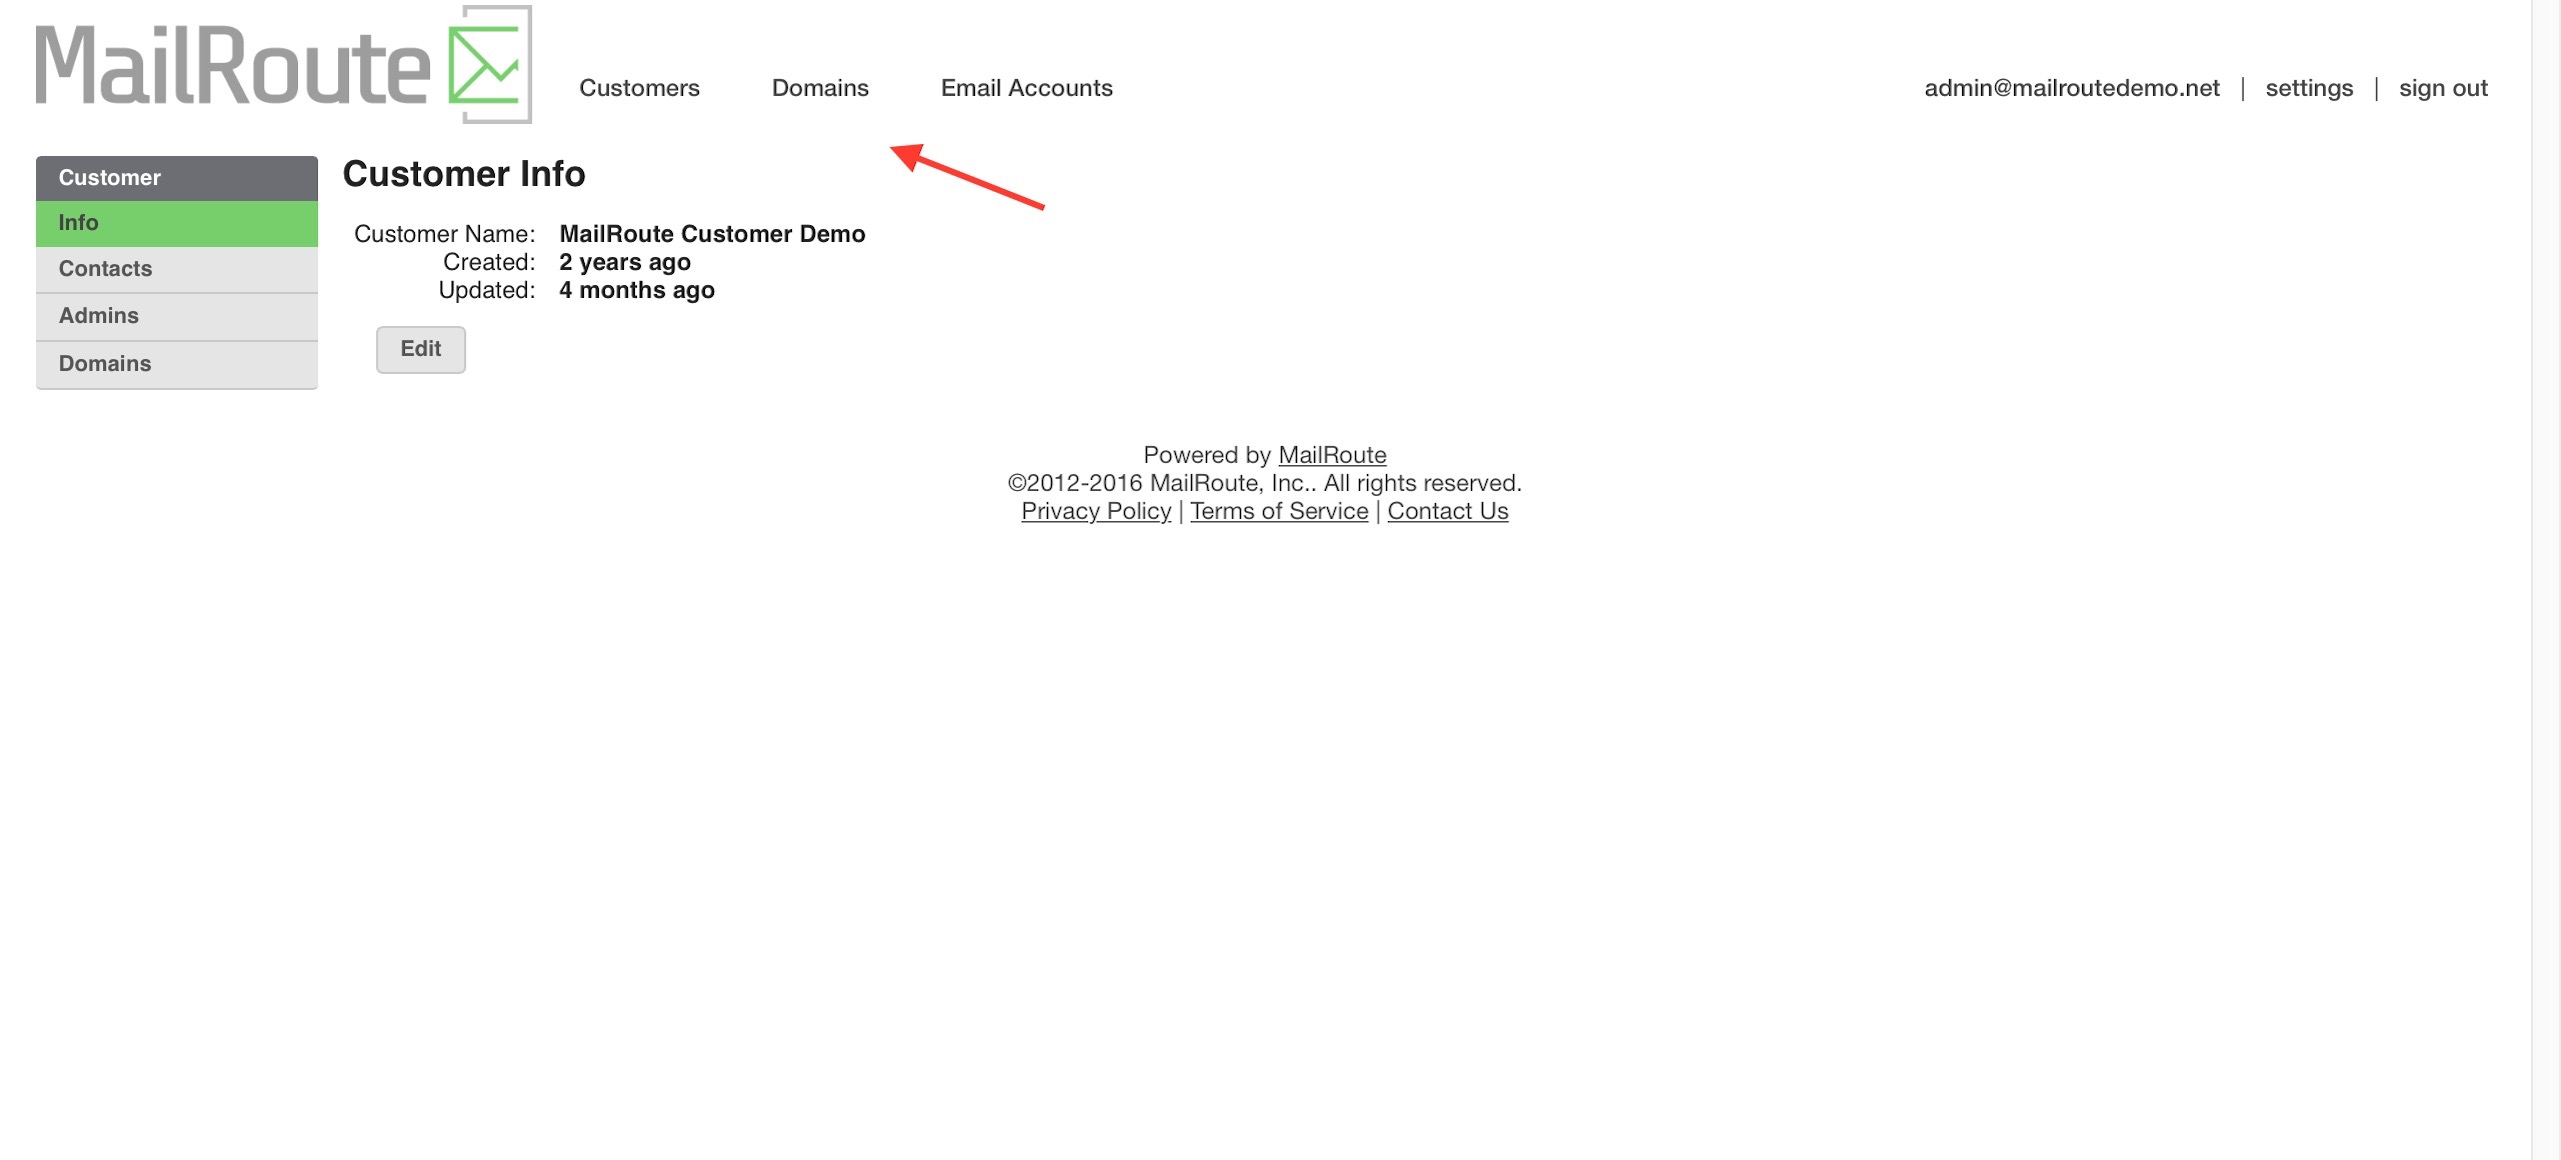 MailRoute
Customers Domains Email Accounts
admin@mailroutedemo.net | settings | sign out
Customer
Info
Contacts
Admins
Domains
Customer Info
Customer Name: MailRoute Customer Demo
Created: 2 years ago
Updated: 4 months ago
Edit
Powered by MailRoute
©2012-2016 MailRoute, Inc.. All rights reserved.
Privacy Policy | Terms of Service | Contact Us